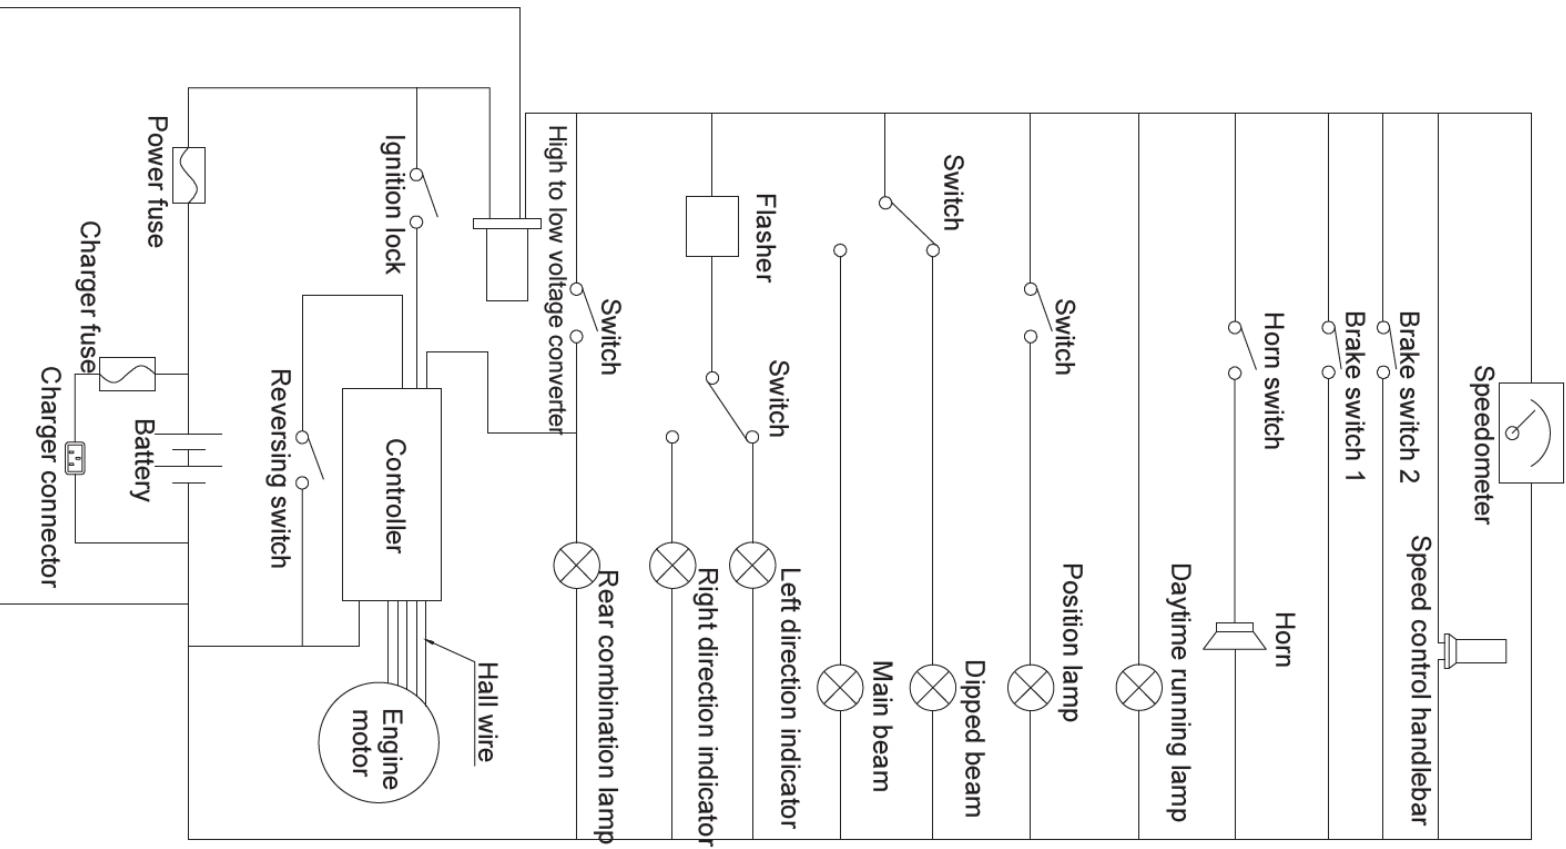 Speedometer
Speed control handlebar
Brake switch 2
Brake switch 1
Horn switch
Horn
Daytime running lamp
Switch
Position lamp
Switch
Dipped beam
Main beam
Switch
Left direction indicator
Flasher
Right direction indicator
Switch
Rear combination lamp
High to low voltage converter
Hall wire
Ignition lock
Controller
Engine
motor
Reversing switch
Power fuse
Battery
Charger fuse
Charger connector